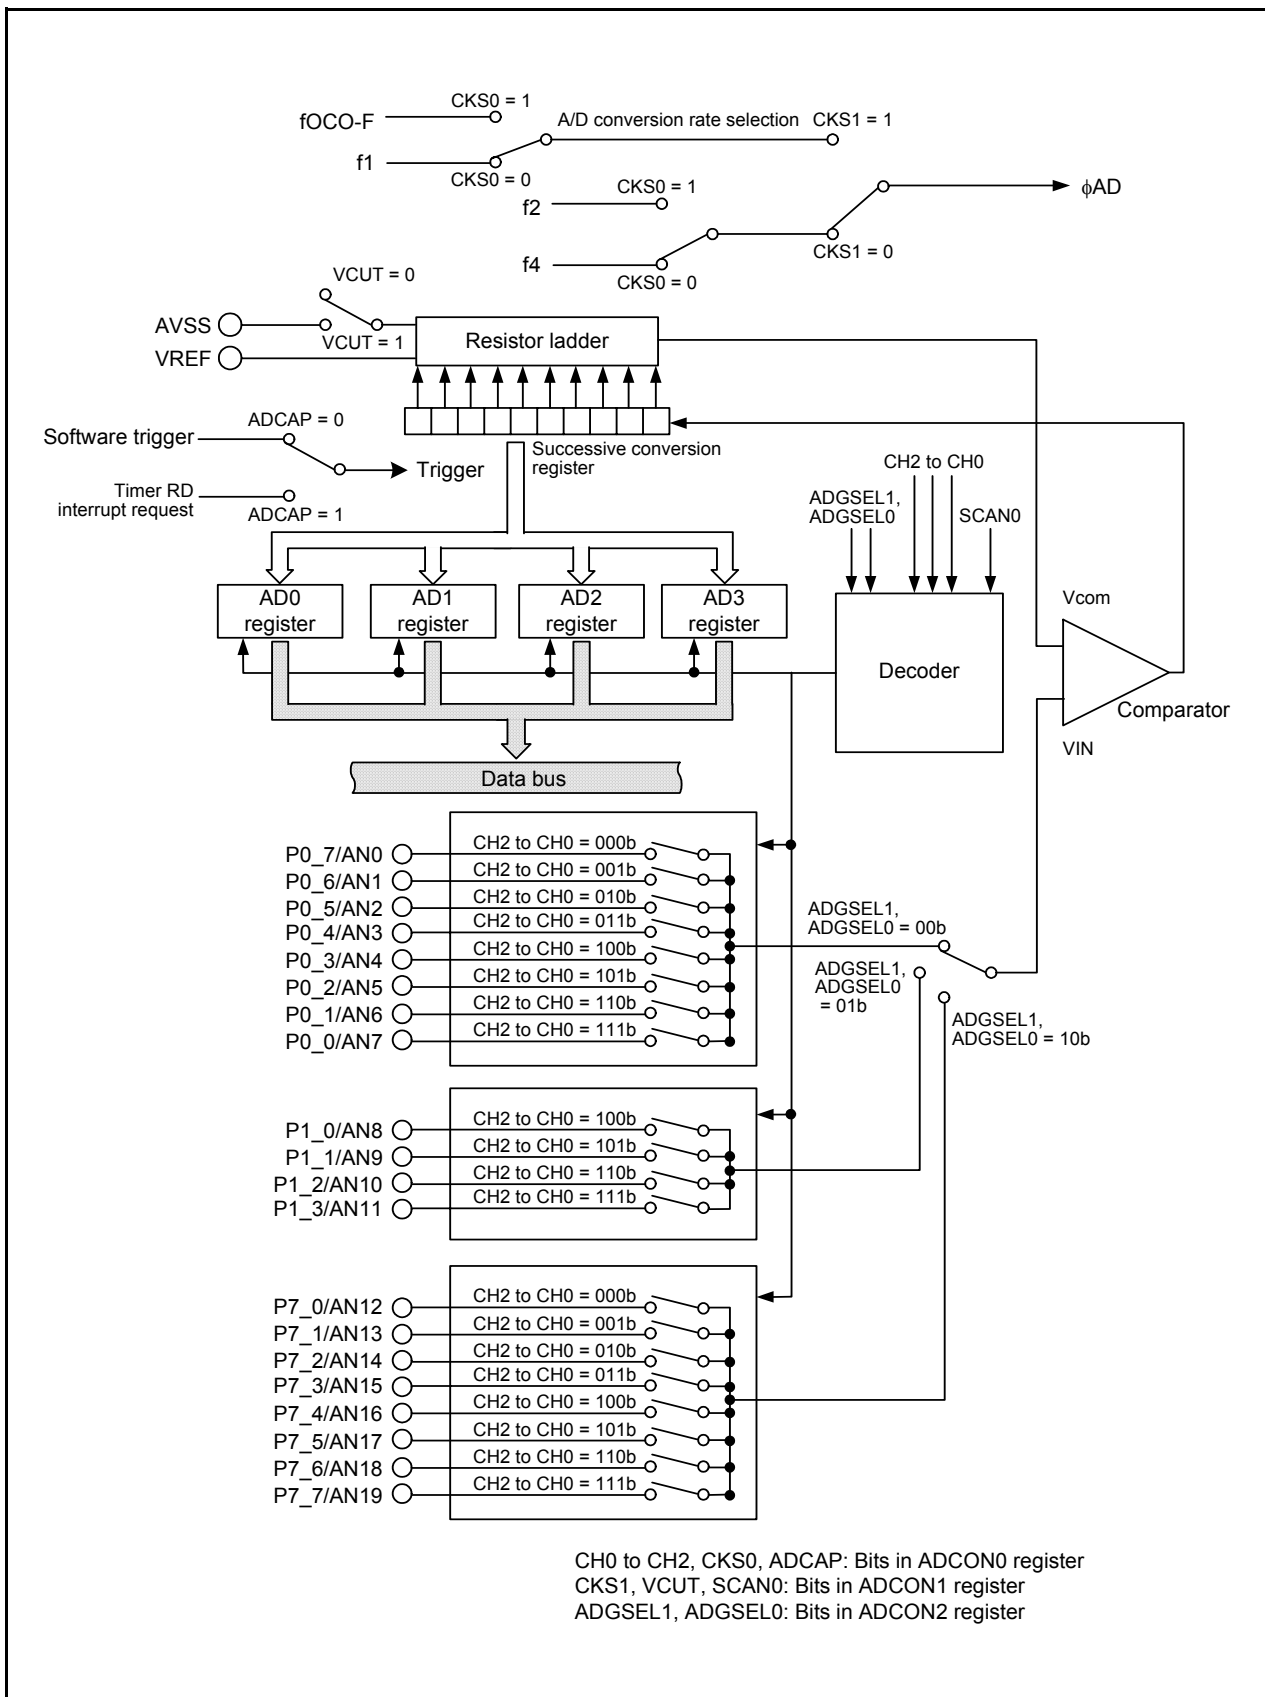 CKS0 = 1
fOCO-F
A/D conversion rate selection
CKS1 = 1
f1
CKS0 = 0
CKS0 = 1
f2
φAD
f4
CKS1 = 0
CKS0 = 0
VCUT = 0
AVSS
VCUT = 1
VREF
Resistor ladder
ADCAP = 0
Software trigger
Trigger
Timer RD
interrupt request
ADCAP = 1
Successive conversion
register
CH2 to CH0
ADGSEL1,
ADGSEL0
SCAN0
AD0
register
AD1
register
AD2
register
AD3
register
Decoder
Vcom
Comparator
VIN
Data bus
P0_7/AN0
CH2 to CH0 = 000b
P0_6/AN1
CH2 to CH0 = 001b
P0_5/AN2
CH2 to CH0 = 010b
P0_4/AN3
CH2 to CH0 = 011b
P0_3/AN4
CH2 to CH0 = 100b
P0_2/AN5
CH2 to CH0 = 101b
P0_1/AN6
CH2 to CH0 = 110b
P0_0/AN7
CH2 to CH0 = 111b
ADGSEL1,
ADGSEL0 = 00b
ADGSEL1,
ADGSEL0
= 01b
ADGSEL1,
ADGSEL0 = 10b
P1_0/AN8
CH2 to CH0 = 100b
P1_1/AN9
CH2 to CH0 = 101b
P1_2/AN10
CH2 to CH0 = 110b
P1_3/AN11
CH2 to CH0 = 111b
P7_0/AN12
CH2 to CH0 = 000b
P7_1/AN13
CH2 to CH0 = 001b
P7_2/AN14
CH2 to CH0 = 010b
P7_3/AN15
CH2 to CH0 = 011b
P7_4/AN16
CH2 to CH0 = 100b
P7_5/AN17
CH2 to CH0 = 101b
P7_6/AN18
CH2 to CH0 = 110b
P7_7/AN19
CH2 to CH0 = 111b
CH0 to CH2, CKS0, ADCAP: Bits in ADCON0 register
CKS1, VCUT, SCAN0: Bits in ADCON1 register
ADGSEL1, ADGSEL0: Bits in ADCON2 register